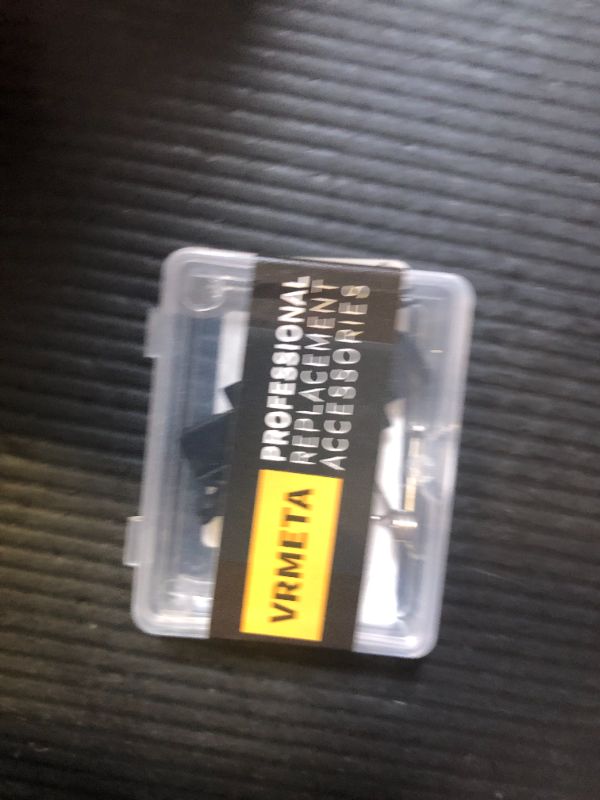 VRMETA
PROFESSIONAL
REPLACEMENT
ACCESSORIES